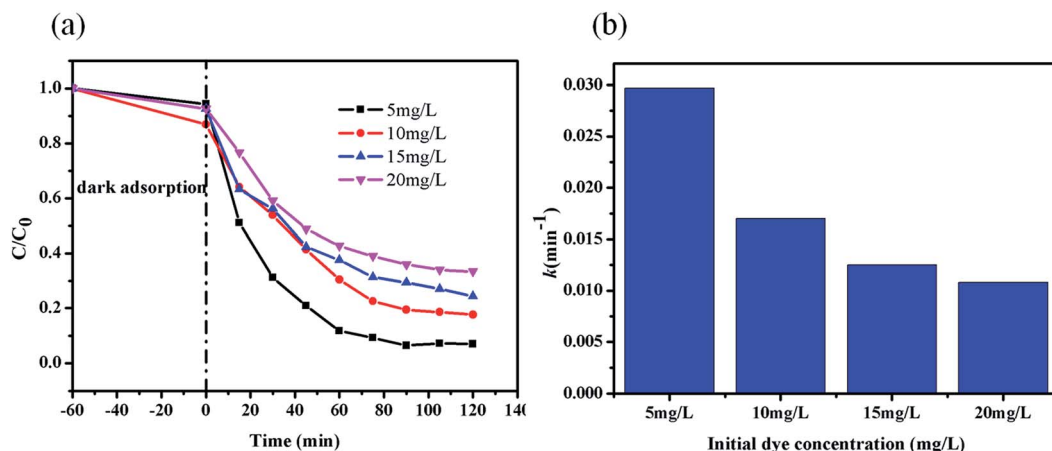 (a)
(b)
1.0
0.8
0.6
0.4
0.2
0.0
C/C0
dark adsorption
5mg/L
10mg/L
15mg/L
20mg/L
-60 -40 -20 0 20 40 60 80 100 120 140
Time (min)
0.030
0.025
0.020
0.015
0.010
0.005
0.000
k(min-1)
5mg/L 10mg/L 15mg/L 20mg/L
Initial dye concentration (mg/L)